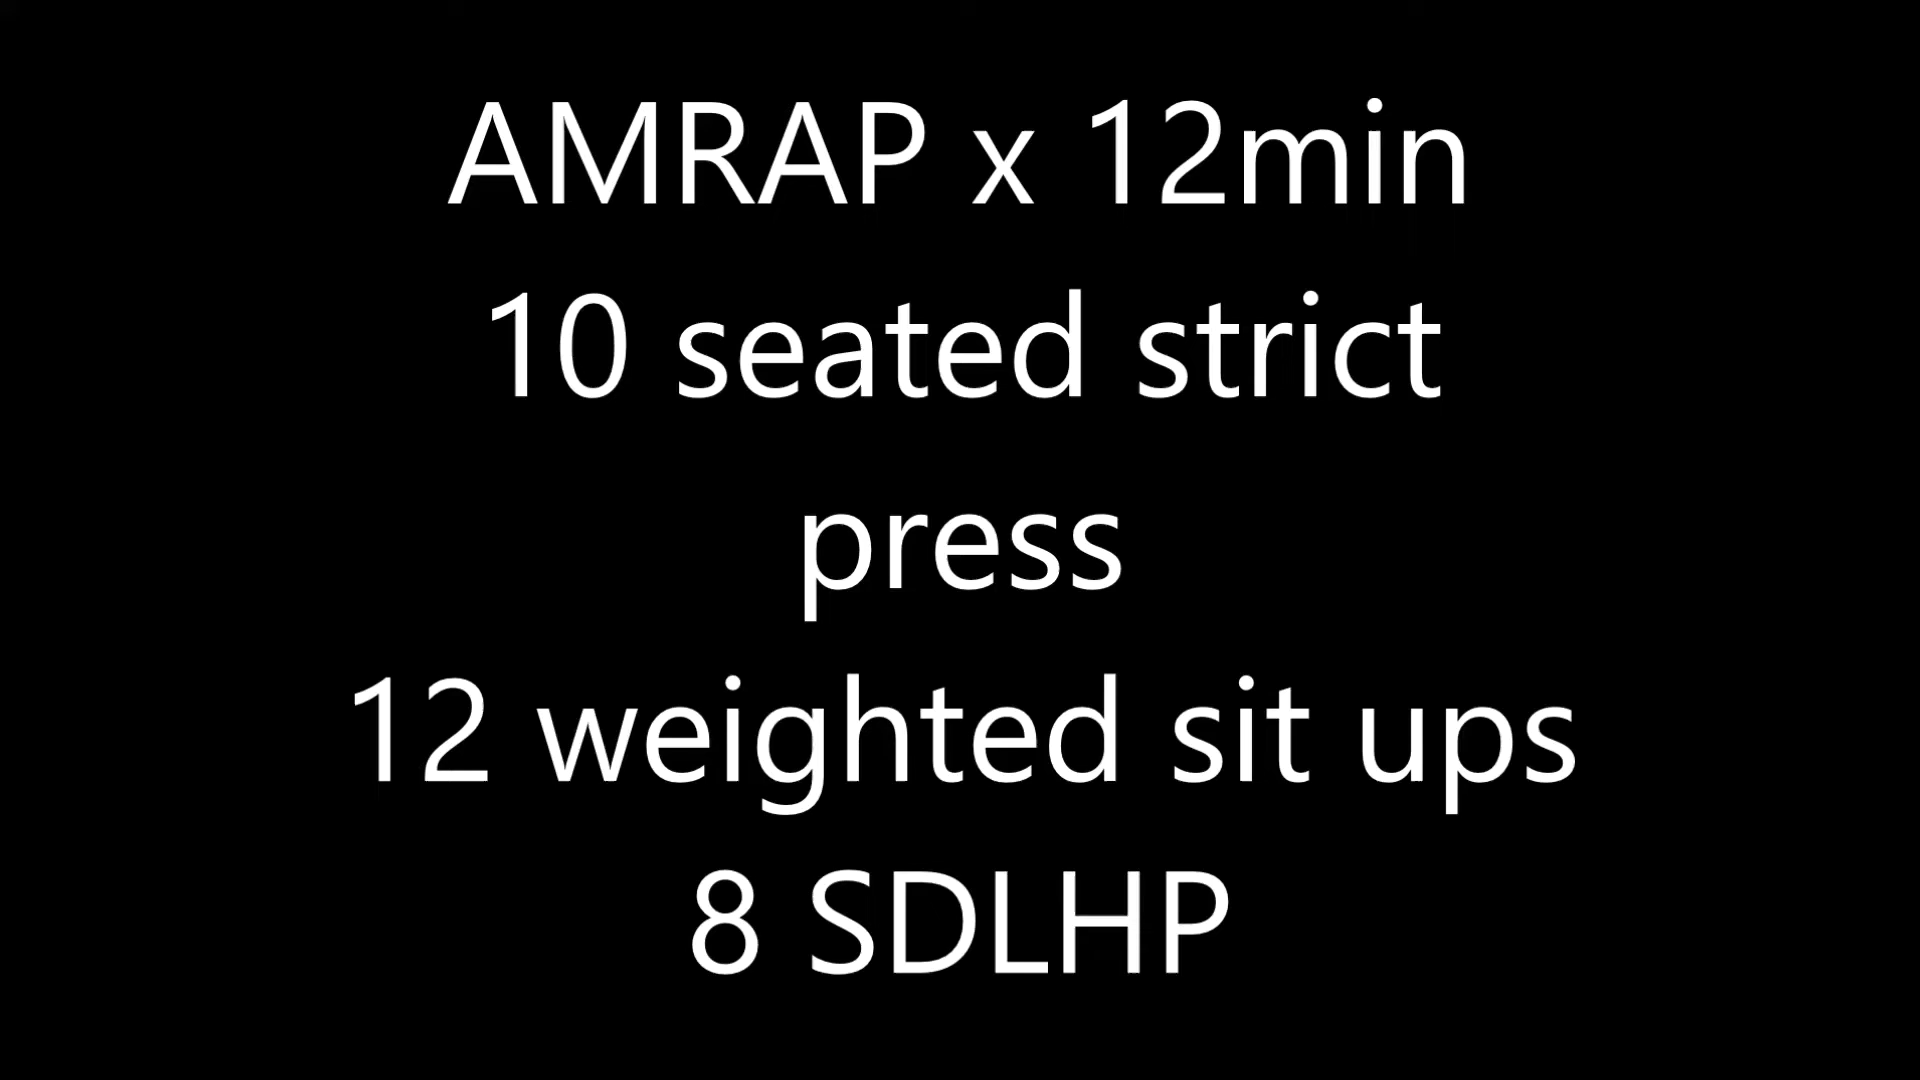 AMRAP x 12min
10 seated strict
press
12 weighted sit ups
8 SDLHP